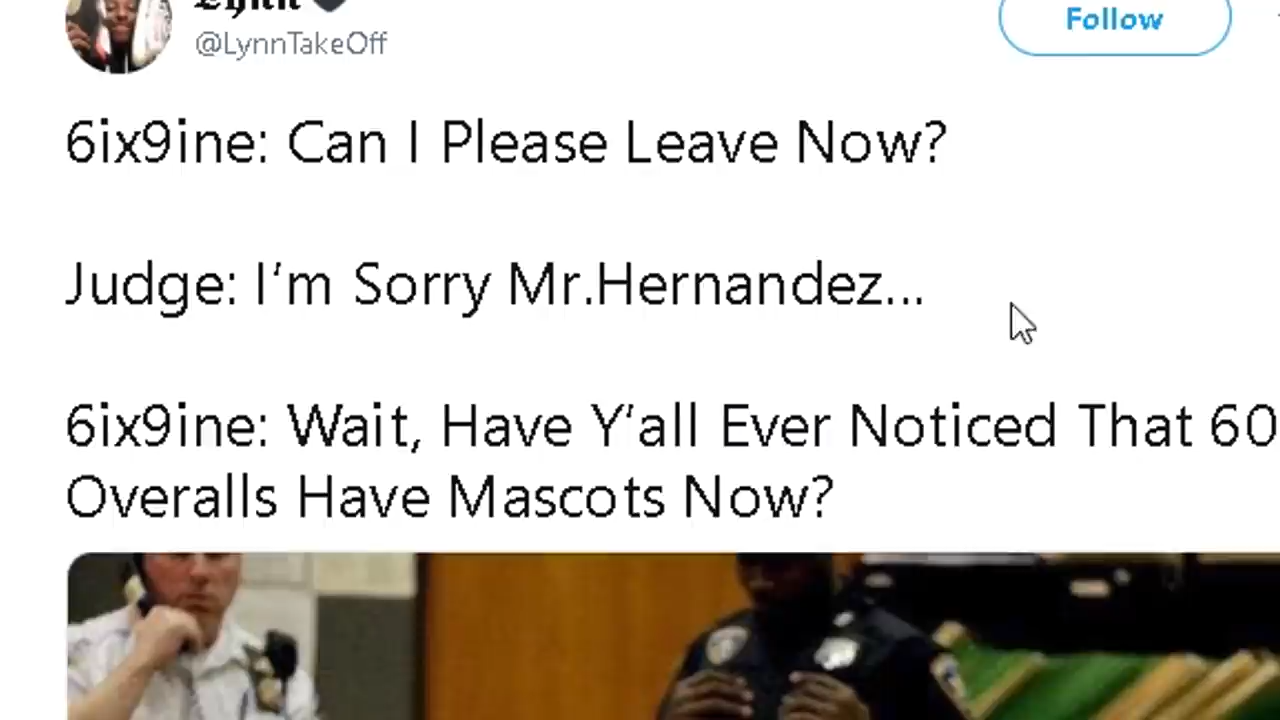 Lynn
@LynnTakeOff
Follow
6ix9ine: Can I Please Leave Now?
Judge: I'm Sorry Mr.Hernandez...
6ix9ine: Wait, Have Y'all Ever Noticed That 60
Overalls Have Mascots Now?